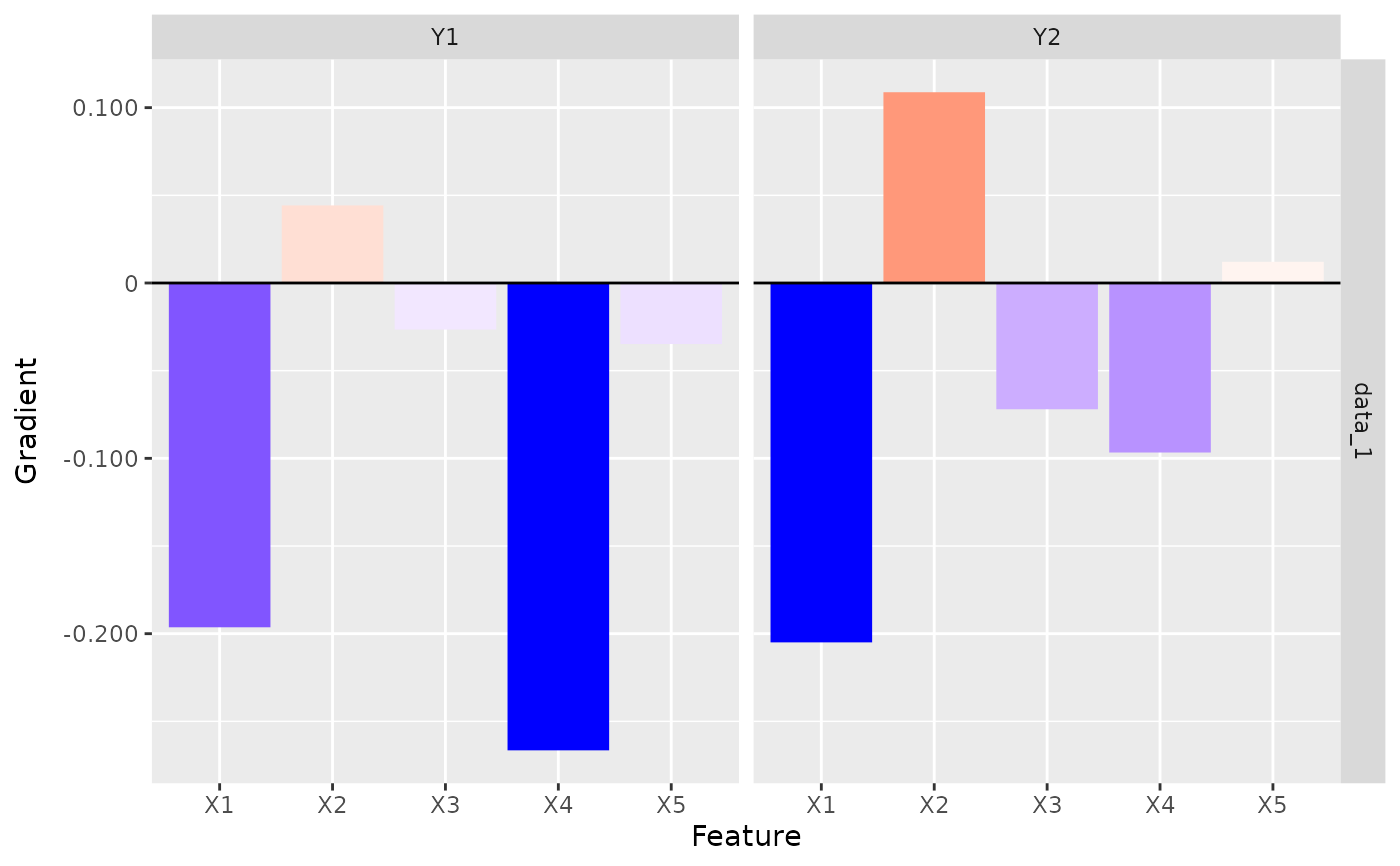 Y1
Y2
0.100
0
-0.100
-0.200
Gradient
data_1
X1 X2 X3 X4 X5
X1 X2 X3 X4 X5
Feature